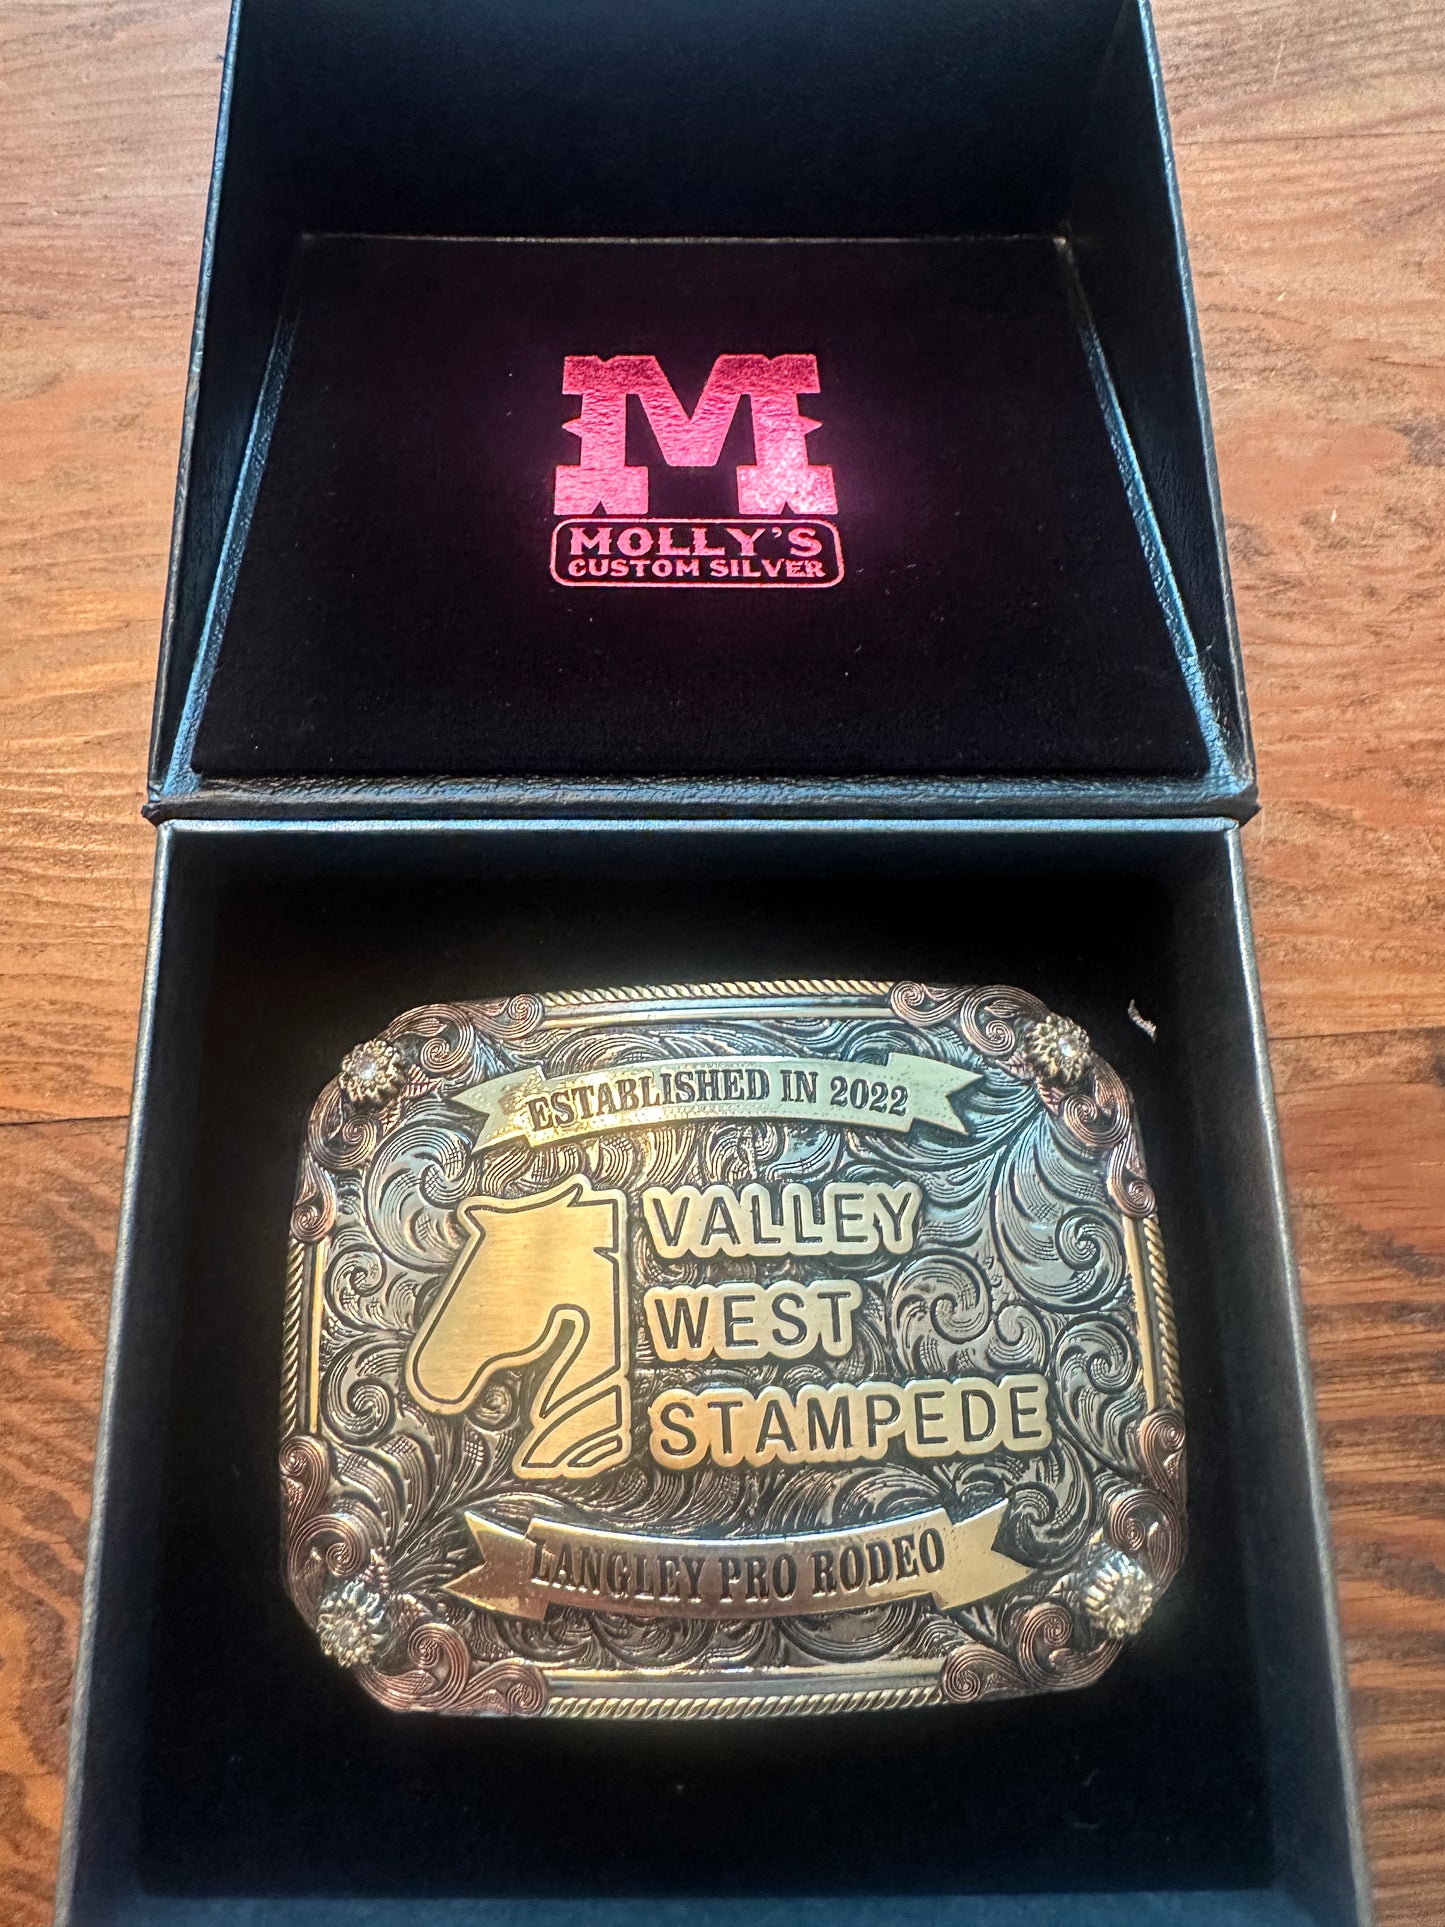 M
MOLLY'S
CUSTOM SILVER
ESTABLISHED IN 2022
VALLEY
WEST
STAMPEDE
LANGLEY PRO RODEO